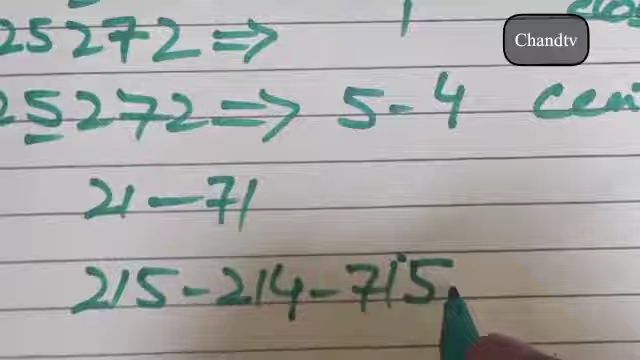 25272 ⇒
Chandtv
25272 ⇒ 5-4
21-71
215-214-715